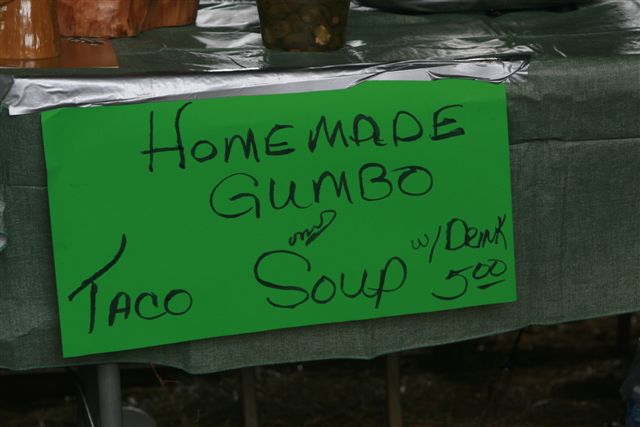 HOMEMADE
GUMBO
and
TACO SOUP w/ DRINK
5.00